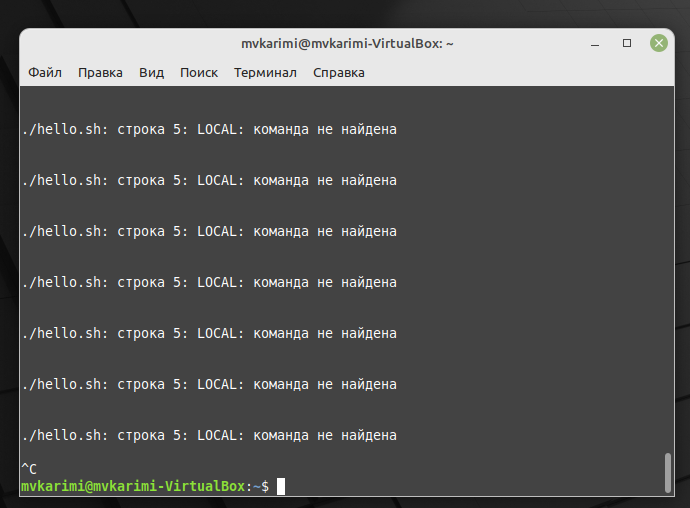 mvkarimi@mvkarimi-VirtualBox: ~
Файл Правка Вид Поиск Терминал Справка
./hello.sh: строка 5: LOCAL: команда не найдена
./hello.sh: строка 5: LOCAL: команда не найдена
./hello.sh: строка 5: LOCAL: команда не найдена
./hello.sh: строка 5: LOCAL: команда не найдена
./hello.sh: строка 5: LOCAL: команда не найдена
./hello.sh: строка 5: LOCAL: команда не найдена
./hello.sh: строка 5: LOCAL: команда не найдена
^C
mvkarimi@mvkarimi-VirtualBox:~$